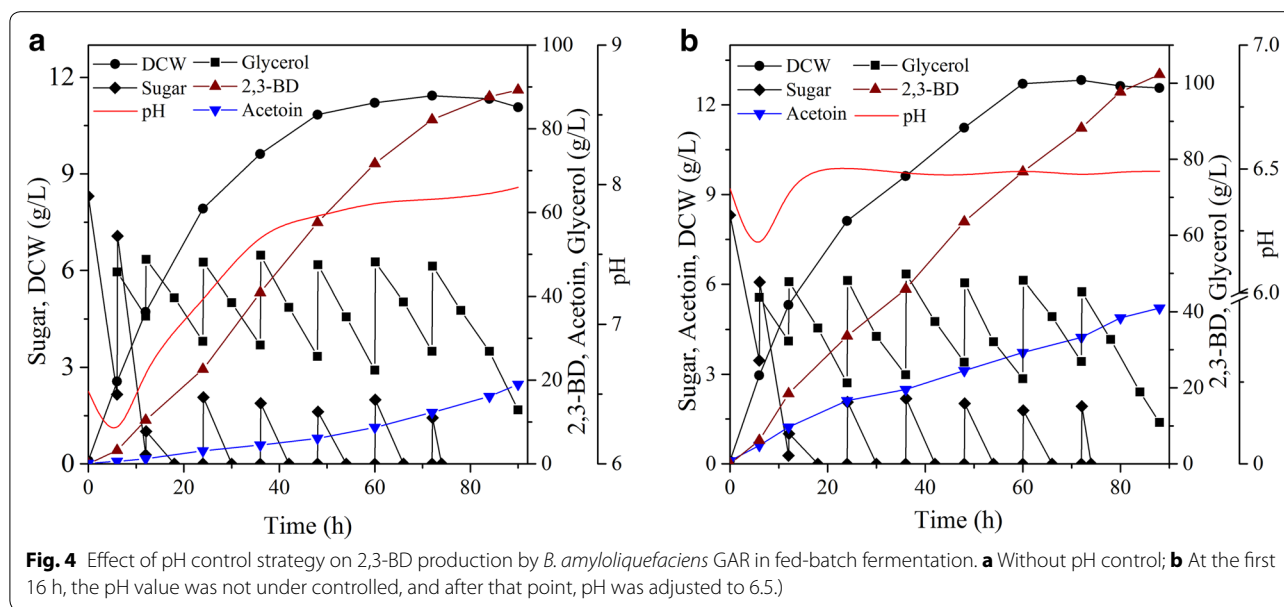 a
DCW
Glycerol
Sugar
2,3-BD
pH
Acetoin
Sugar, DCW (g/L)
12
9
6
3
0
0 20 40 60 80
Time (h)
100
80
60
40
20
0
2,3-BD, Acetoin, Glycerol (g/L)
9
8
7
6
pH
b
DCW
Glycerol
Sugar
2,3-BD
Acetoin
pH
Sugar, Acetoin, DCW (g/L)
12
9
6
3
0
0 20 40 60 80
Time (h)
100
80
60
40
20
0
2,3-BD, Glycerol (g/L)
7.0
6.5
6.0
0
pH
Fig. 4 Effect of pH control strategy on 2,3-BD production by B. amyloliquefaciens GAR in fed-batch fermentation. a Without pH control; b At the first
16 h, the pH value was not under controlled, and after that point, pH was adjusted to 6.5.)